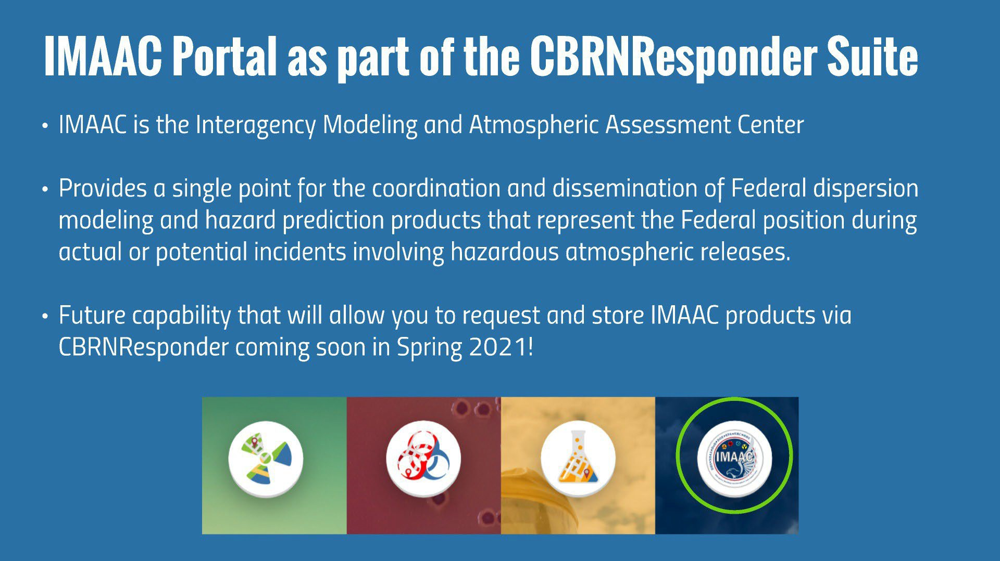 IMAAC Portal as part of the CBRNResponder Suite
• IMAAC is the Interagency Modeling and Atmospheric Assessment Center
• Provides a single point for the coordination and dissemination of Federal dispersion
modeling and hazard prediction products that represent the Federal position during
actual or potential incidents involving hazardous atmospheric releases.
• Future capability that will allow you to request and store IMAAC products via
CBRNResponder coming soon in Spring 2021!
IMAAC